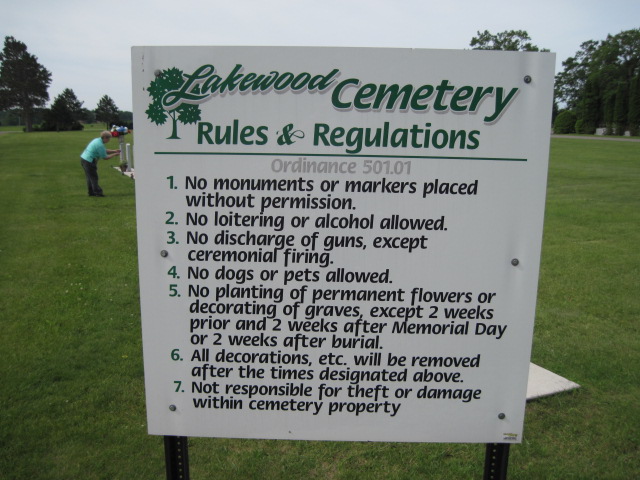 Lakewood Cemetery
Rules & Regulations
Ordinance 501.01
1. No monuments or markers placed
without permission.
2. No loitering or alcohol allowed.
3. No discharge of guns, except
ceremonial firing.
4. No dogs or pets allowed.
5. No planting of permanent flowers or
decorating of graves, except 2 weeks
prior and 2 weeks after Memorial Day
or 2 weeks after burial.
6. All decorations, etc. will be removed
after the times designated above.
7. Not responsible for theft or damage
within cemetery property